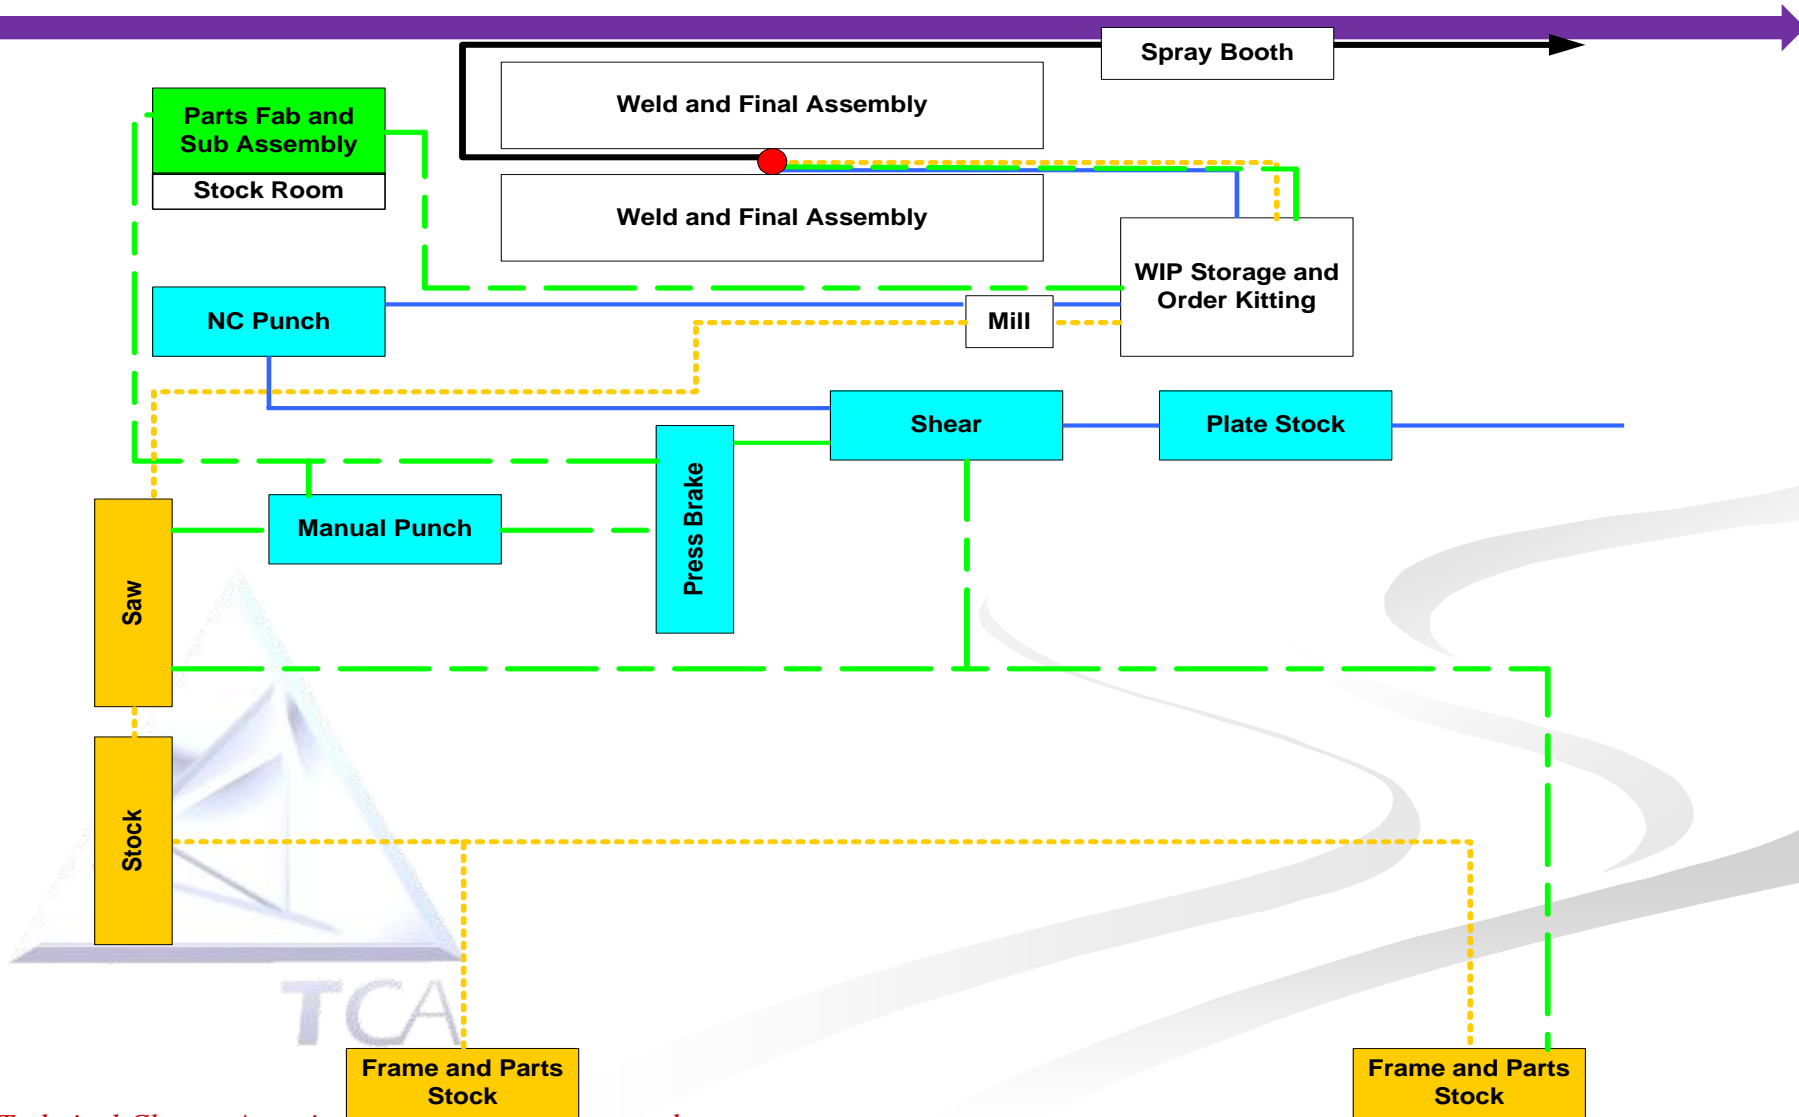 Spray Booth
Weld and Final Assembly
Parts Fab and
Sub Assembly
Stock Room
Weld and Final Assembly
WIP Storage and
Order Kitting
NC Punch
Mill
Shear
Plate Stock
Press Brake
Manual Punch
Saw
Stock
TCA
Frame and Parts
Stock
Frame and Parts
Stock